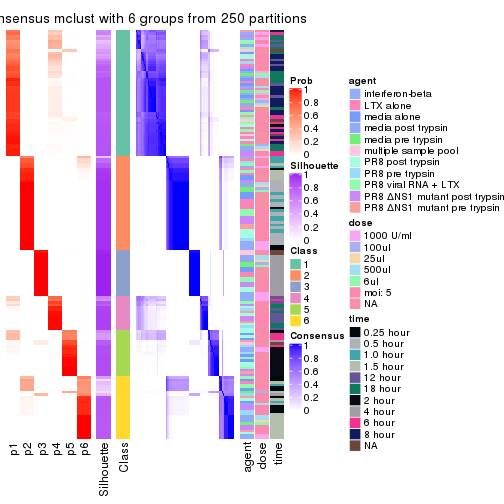 nsensus mclust with 6 groups from 250 partitions
p1
p2
p3
p4
p5
p6
Silhouette
Class
agent
dose
time
Prob
1
0.8
0.6
0.4
0.2
0
Silhouette
1
0.8
0.6
0.4
0.2
0
Class
1
2
3
4
5
6
Consensus
1
0.8
0.6
0.4
0.2
0
agent
interferon-beta
LTX alone
media alone
media post trypsin
media pre trypsin
multiple sample pool
PR8 post trypsin
PR8 pre trypsin
PR8 viral RNA + LTX
PR8 ΔNS1 mutant post trypsin
PR8 ΔNS1 mutant pre trypsin
dose
1000 U/ml
100ul
25ul
500ul
6ul
moi: 5
NA
time
0.25 hour
0.5 hour
1.0 hour
1.5 hour
12 hour
18 hour
2 hour
4 hour
6 hour
8 hour
NA